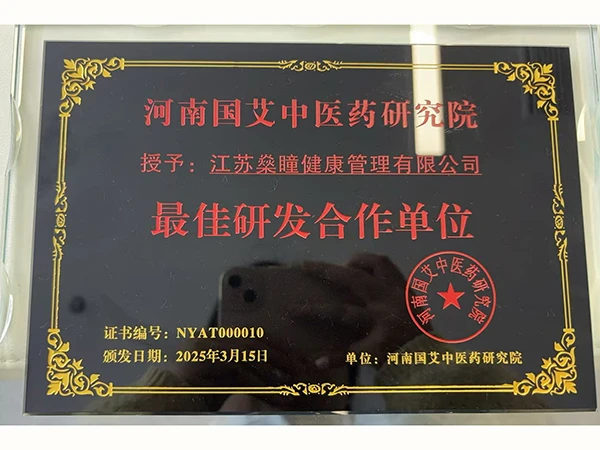 河南国艾中医药研究院
授予：江苏燊瞳健康管理有限公司
最佳研发合作单位
河南国艾中医药研究院
证书编号：NYAT000010
颁发日期：2025年3月15日
单位：河南国艾中医药研究院